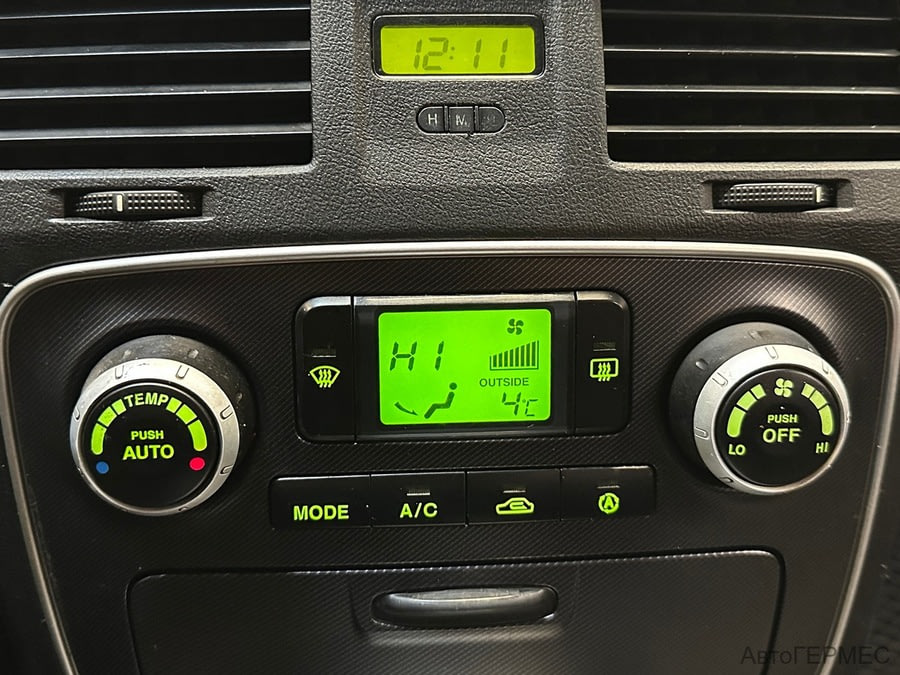 12:11
H M
HI
OUTSIDE
4°C
TEMP
PUSH
AUTO
PUSH
OFF
LO HI
MODE A/C A
АвтоГЕРМЕС